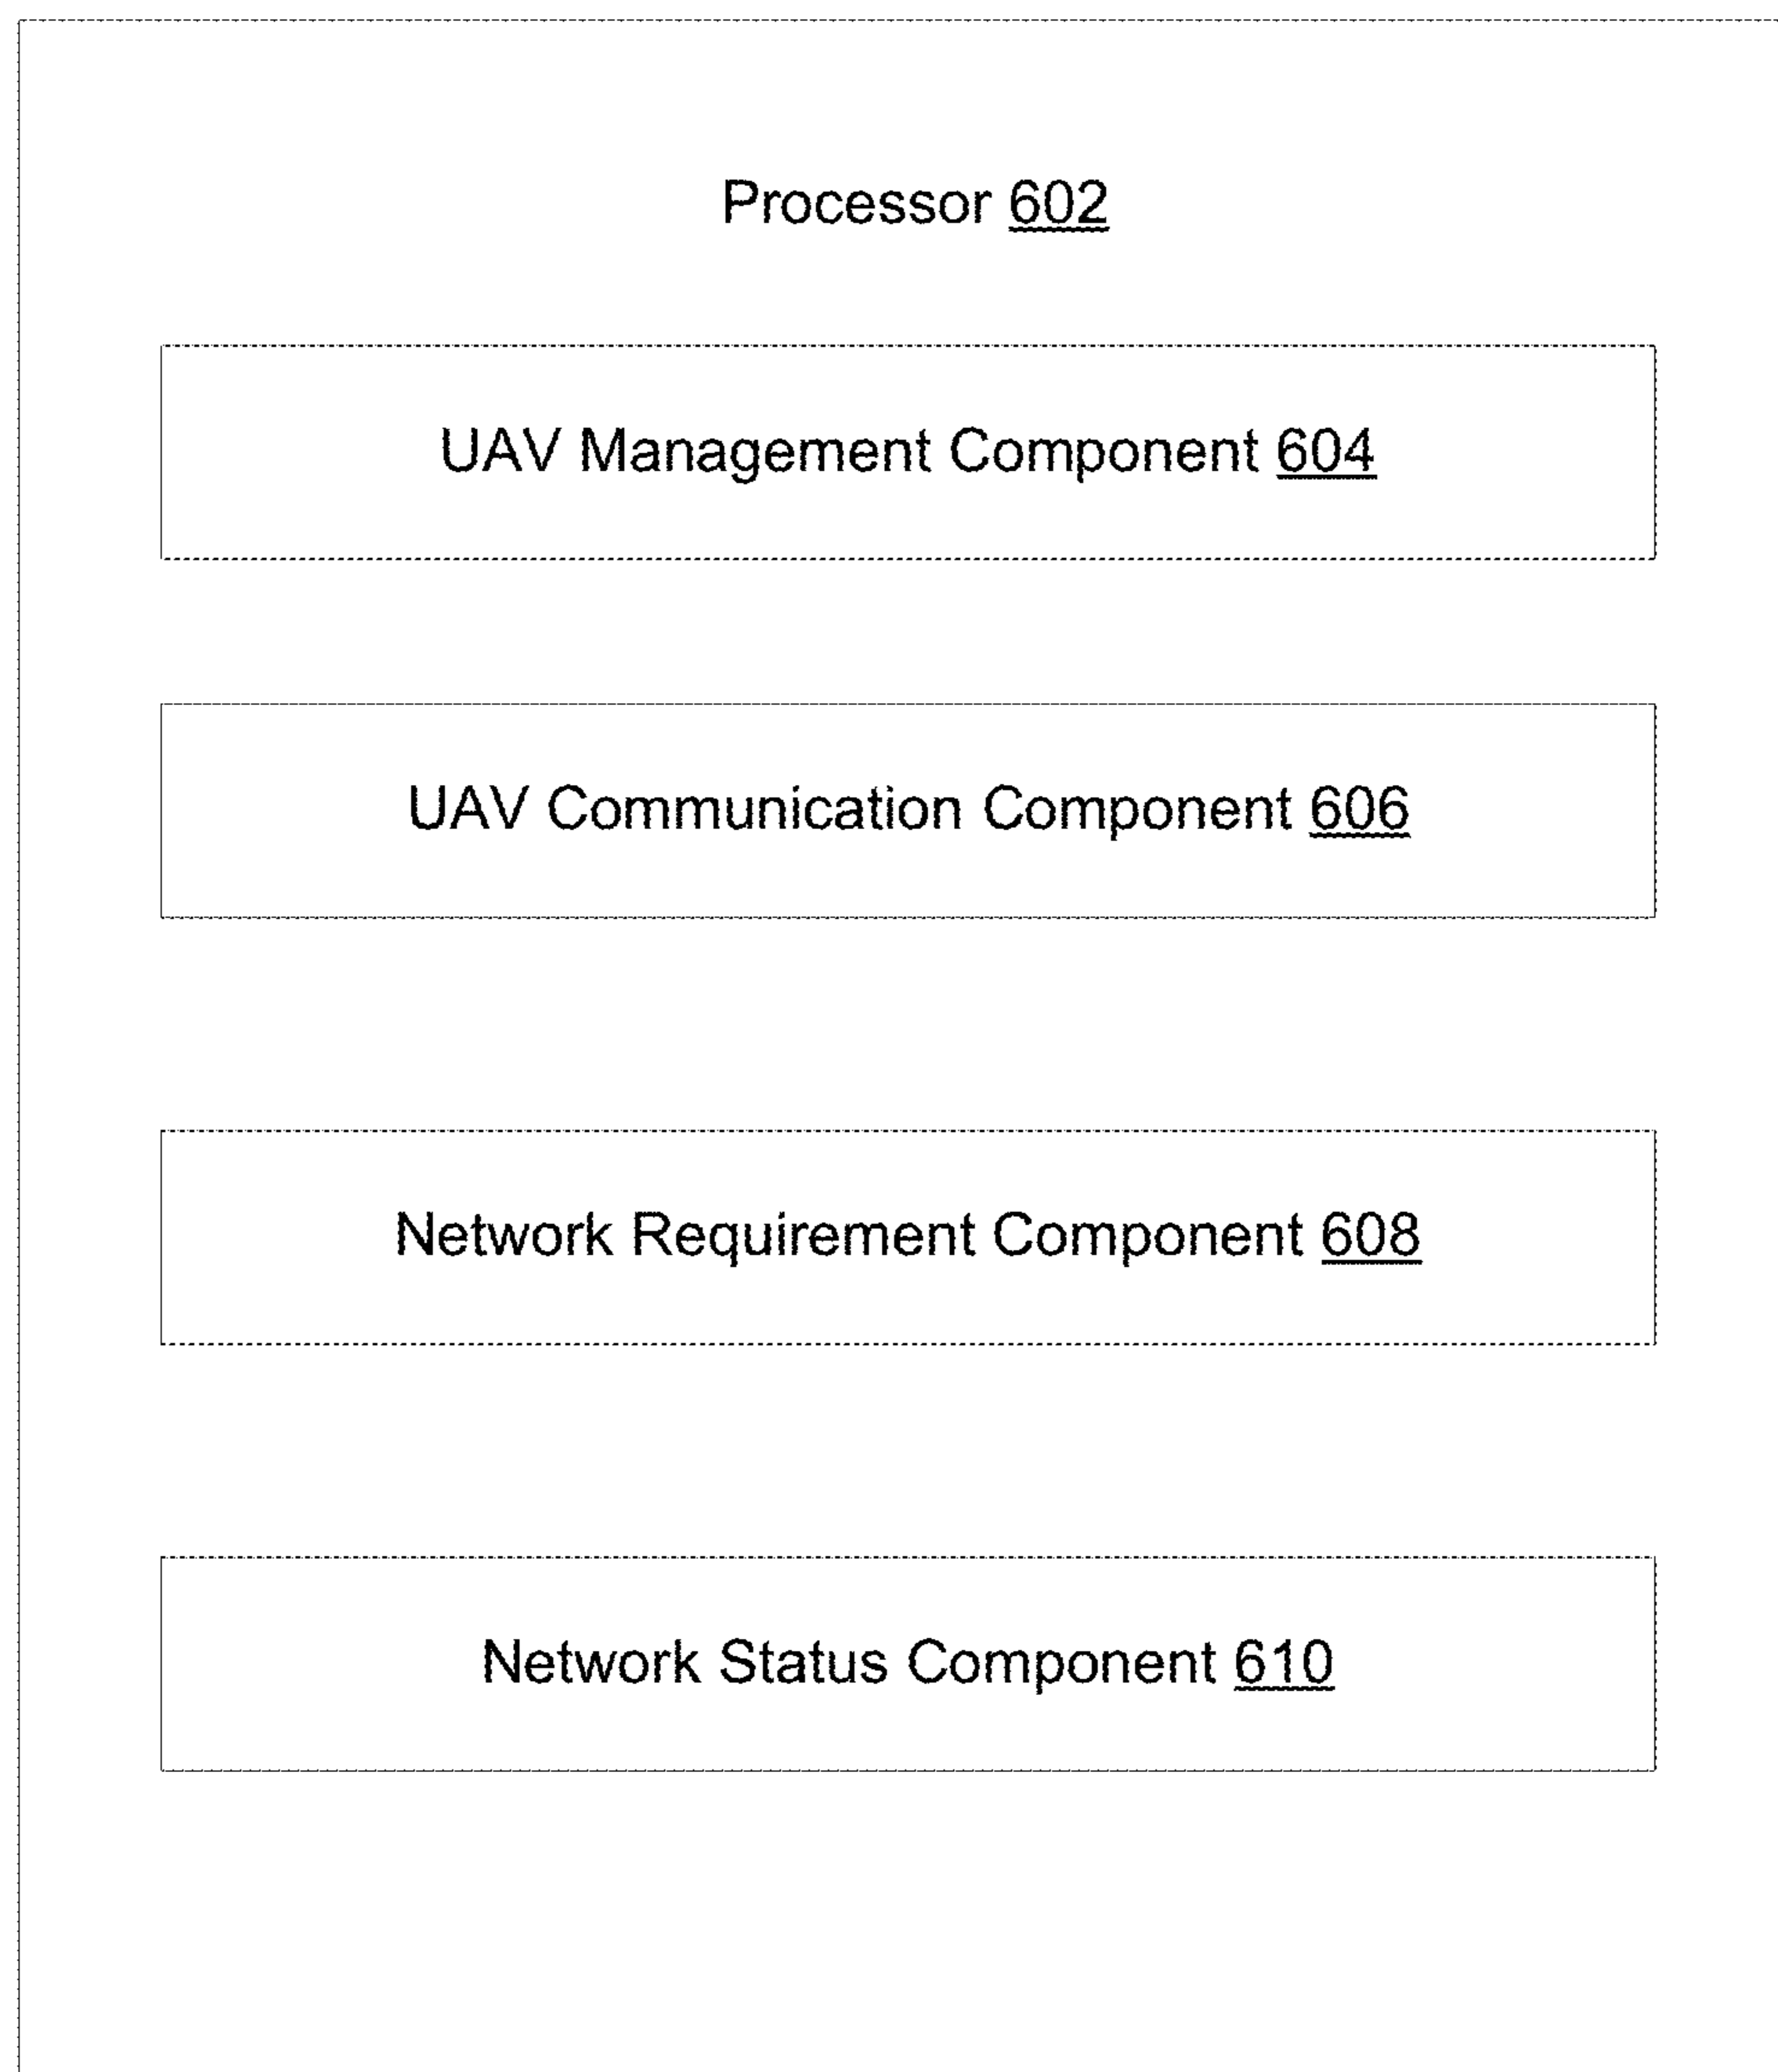 Processor 602
UAV Management Component 604
UAV Communication Component 606
Network Requirement Component 608
Network Status Component 610